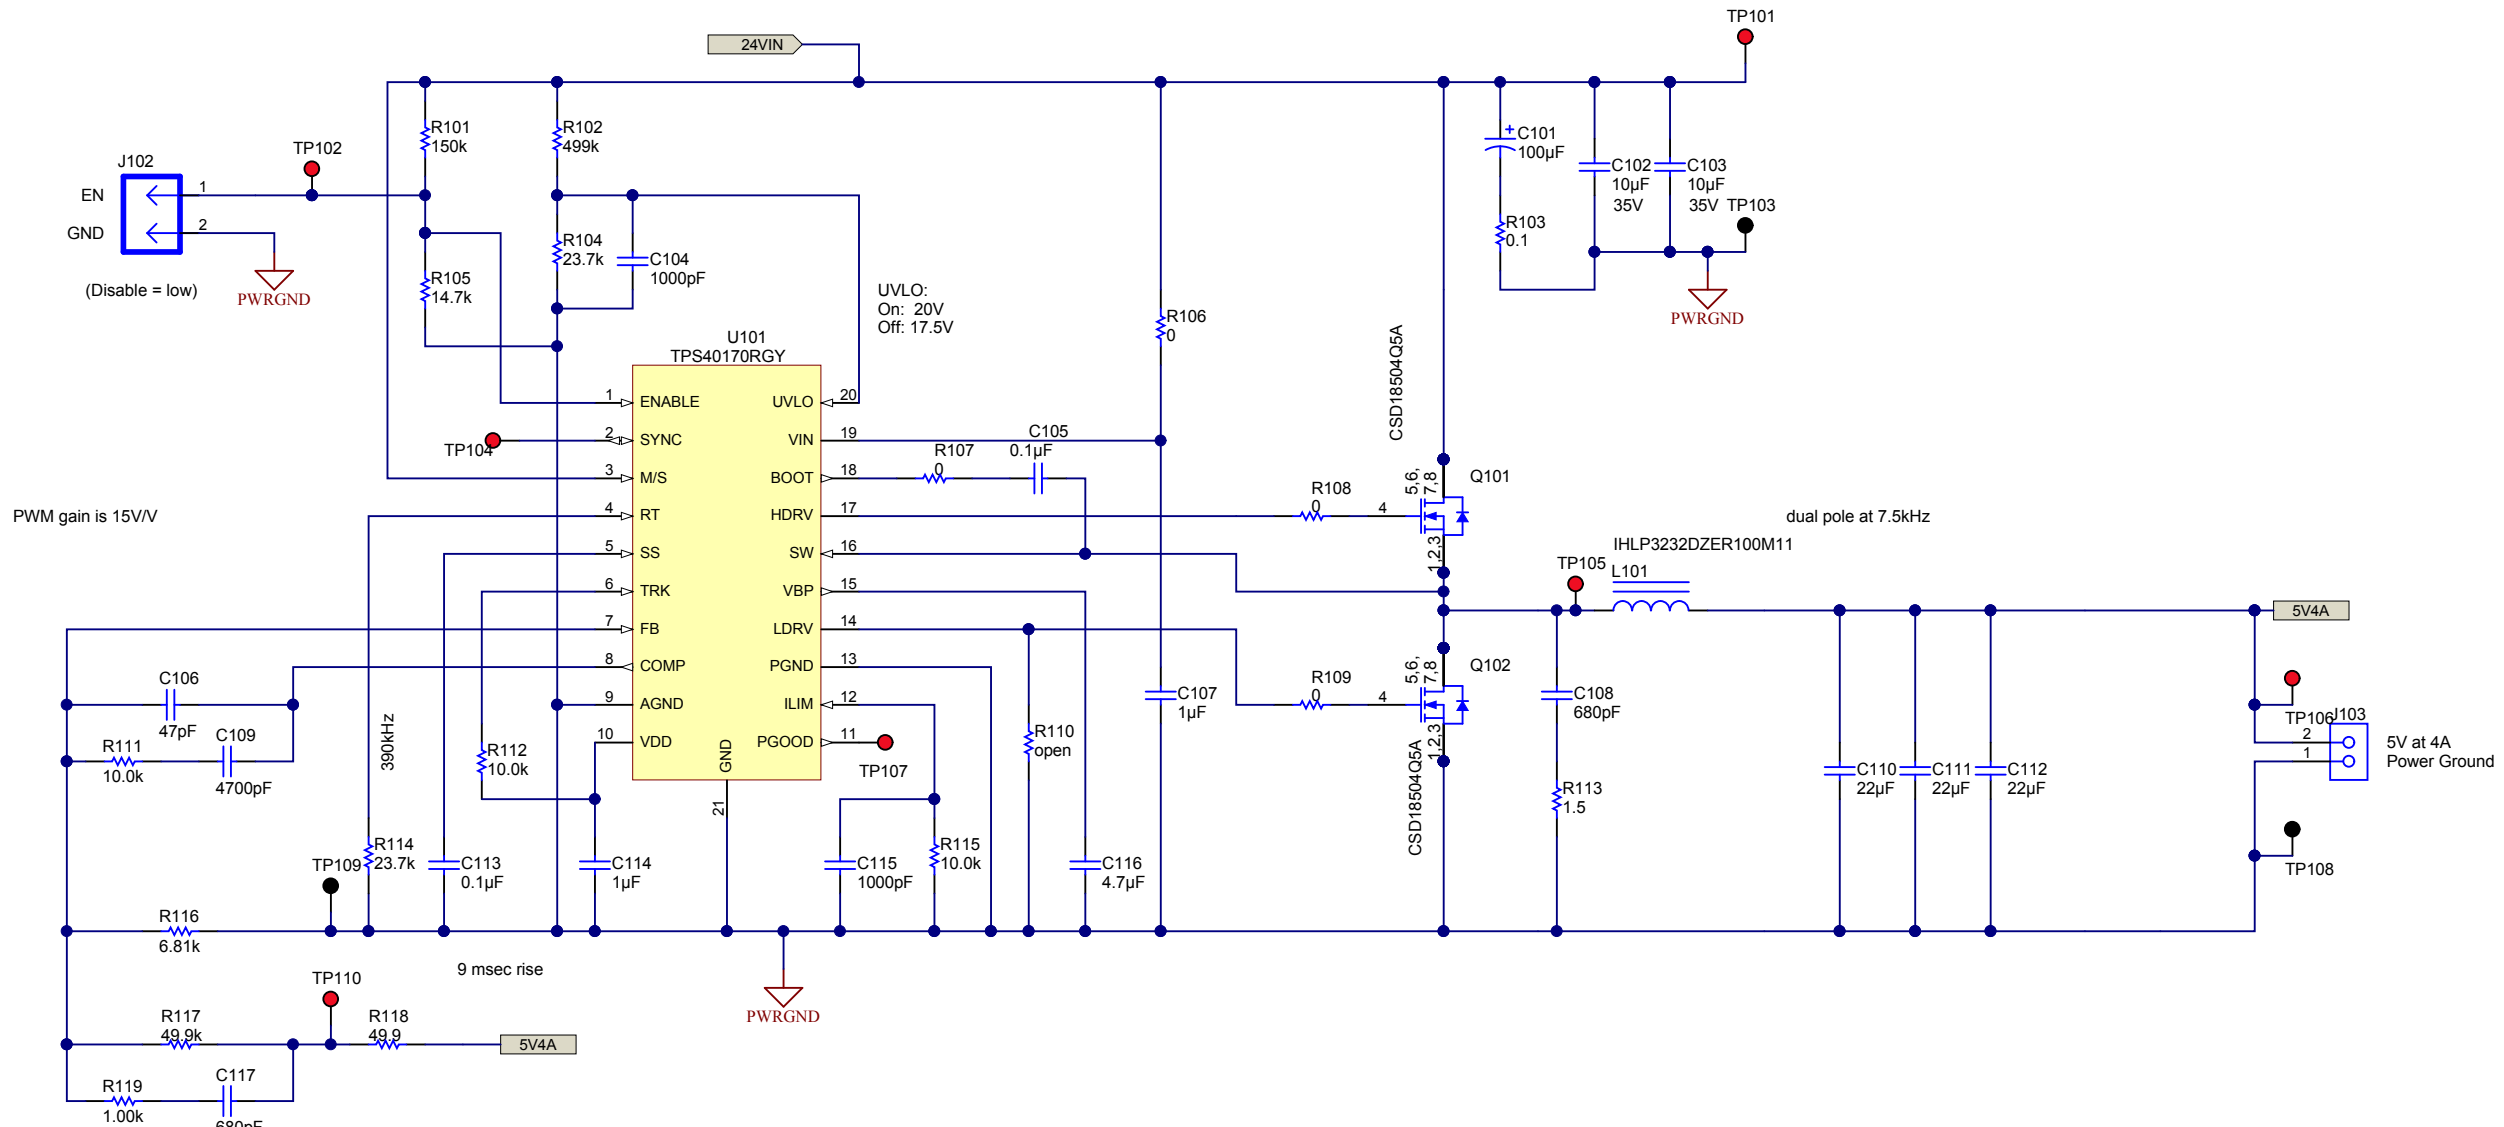 TP101
24VIN
R101
150k
R102
499k
C101
100µF
+
C102
10µF
35V
C103
10µF
35V
TP103
R103
0.1
PWRGND
J102
TP102
EN
1
GND
2
(Disable = low)
PWRGND
R104
23.7k
C104
1000pF
R105
14.7k
UVLO:
On: 20V
Off: 17.5V
R106
0
CSD18504Q5A
U101
TPS40170RGY
1
ENABLE
2
SYNC
3
M/S
4
RT
5
SS
6
TRK
7
FB
8
COMP
9
AGND
10
VDD
UVLO
20
VIN
19
BOOT
18
HDRV
17
SW
16
VBP
15
LDRV
14
PGND
13
ILIM
12
PGOOD
11
GND
21
TP104
R107
0
C105
0.1µF
R108
0
4
5,6,
7,8
Q101
1,2,3
PWM gain is 15V/V
dual pole at 7.5kHz
IHLP3232DZER100M11
TP105
L101
5V4A
5,6,
7,8
Q102
R109
0
4
1,2,3
CSD18504Q5A
C106
47pF
R111
10.0k
C109
4700pF
390kHz
R112
10.0k
TP107
R110
open
C107
1µF
C108
680pF
R113
1.5
C110
22µF
C111
22µF
C112
22µF
TP106
J103
2
1
5V at 4A
Power Ground
TP108
TP109
R114
23.7k
C113
0.1µF
C114
1µF
C115
1000pF
R115
10.0k
C116
4.7µF
R116
6.81k
9 msec rise
PWRGND
TP110
R117
49.9k
R118
49.9
5V4A
R119
1.00k
C117
680pF